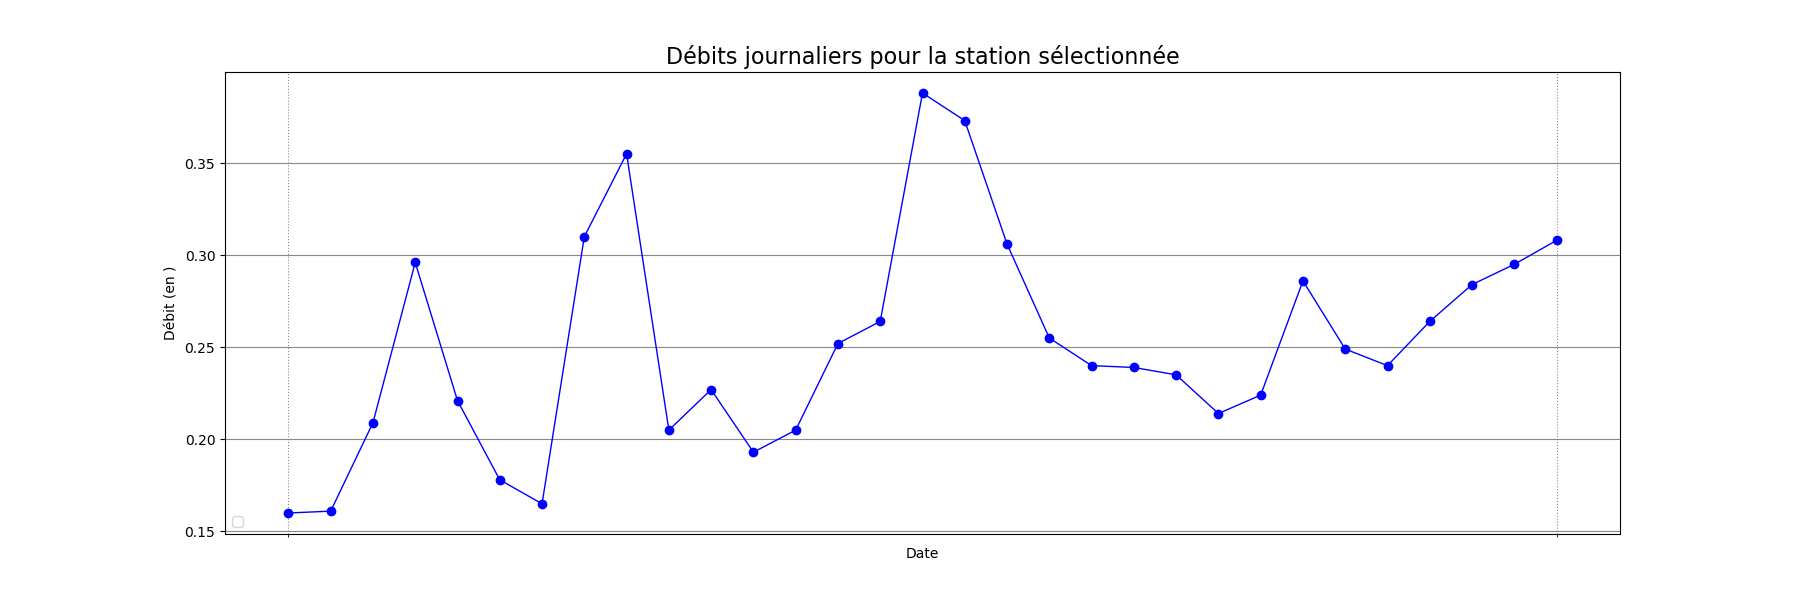 Débits journaliers pour la station sélectionnée
0.35
0.30
0.25
0.20
0.15
Débit (en )
Date